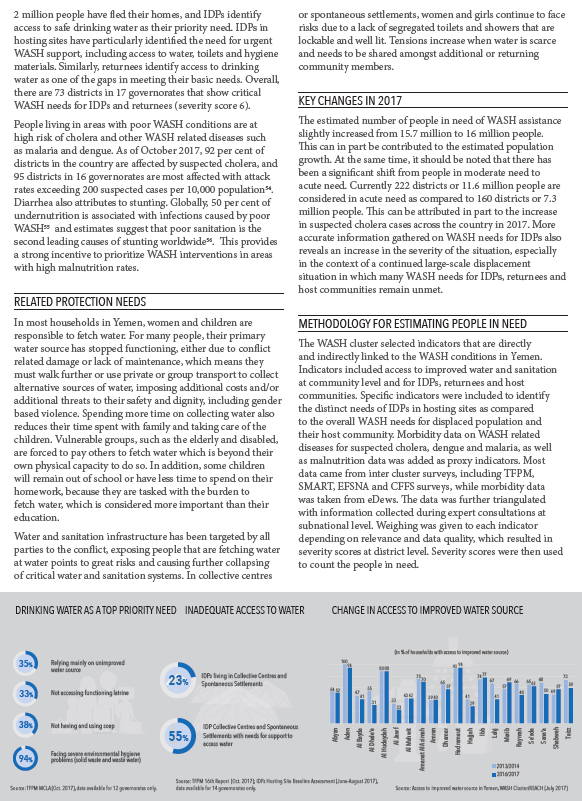 2 million people have fled their homes, and IDPs identify
access to safe drinking water as their priority need. IDPs in
hosting sites have particularly identified the need for urgent
WASH support, including access to water, toilets and hygiene
materials. Similarly, returnees identify access to drinking
water as one of the gaps in meeting their basic needs. Overall,
there are 73 districts in 17 governorates that show critical
WASH needs for IDPs and returnees (severity score 6).
People living in areas with poor WASH conditions are at
high risk of cholera and other WASH related diseases such
as malaria and dengue. As of October 2017, 92 per cent of
districts in the country are affected by suspected cholera, and
95 districts in 16 governorates are most affected with attack
rates exceeding 200 suspected cases per 10,000 population⁵⁴.
Diarrhea also attributes to stunting. Globally, 50 per cent of
undernutrition is associated with infections caused by poor
WASH⁵⁵ and estimates suggest that poor sanitation is the
second leading causes of stunting worldwide⁵⁶. This provides
a strong incentive to prioritize WASH interventions in areas
with high malnutrition rates.
RELATED PROTECTION NEEDS
In most households in Yemen, women and children are
responsible to fetch water. For many people, their primary
water source has stopped functioning, either due to conflict
related damage or lack of maintenance, which means they
must walk further or use private or group transport to collect
alternative sources of water, imposing additional costs and/or
additional threats to their safety and dignity, including gender
based violence. Spending more time on collecting water also
reduces their time spent with family and taking care of the
children. Vulnerable groups, such as the elderly and disabled,
are forced to pay others to fetch water which is beyond their
own physical capacity to do so. In addition, some children
will remain out of school or have less time to spend on their
homework, because they are tasked with the burden to
fetch water, which is considered more important than their
education.
Water and sanitation infrastructure has been targeted by all
parties to the conflict, exposing people that are fetching water
at water points to great risks and causing further collapsing
of critical water and sanitation systems. In collective centres
or spontaneous settlements, women and girls continue to face
risks due to a lack of segregated toilets and showers that are
lockable and well lit. Tensions increase when water is scarce
and needs to be shared amongst additional or returning
community members.
KEY CHANGES IN 2017
The estimated number of people in need of WASH assistance
slightly increased from 15.7 million to 16 million people.
This can in part be contributed to the estimated population
growth. At the same time, it should be noted that there has
been a significant shift from people in moderate need to
acute need. Currently 222 districts or 11.6 million people are
considered in acute need as compared to 160 districts or 7.3
million people. This can be attributed in part to the increase
in suspected cholera cases across the country in 2017. More
accurate information gathered on WASH needs for IDPs also
reveals an increase in the severity of the situation, especially
in the context of a continued large-scale displacement
situation in which many WASH needs for IDPs, returnees and
host communities remain unmet.
METHODOLOGY FOR ESTIMATING PEOPLE IN NEED
The WASH cluster selected indicators that are directly
and indirectly linked to the WASH conditions in Yemen.
Indicators included access to improved water and sanitation
at community level and for IDPs, returnees and host
communities. Specific indicators were included to identify
the distinct needs of IDPs in hosting sites as compared
to the overall WASH needs for displaced population and
their host community. Morbidity data on WASH related
diseases for suspected cholera, dengue and malaria, as well
as malnutrition data was added as proxy indicators. Most
data came from inter cluster surveys, including TFPM,
SMART, EFSNA and CFFS surveys, while morbidity data
was taken from eDews. The data was further triangulated
with information collected during expert consultations at
subnational level. Weighing was given to each indicator
depending on relevance and data quality, which resulted in
severity scores at district level. Severity scores were then used
to count the people in need.
DRINKING WATER AS A TOP PRIORITY NEED
35% Relying mainly on unimproved
water source
33% Not accessing functioning latrine
38% Not having and using soap
94% Facing severe environmental hygiene
problems (solid waste and waste water)
Source: TFPM MCLA (Oct. 2017), data available for 12 governorates only.
INADEQUATE ACCESS TO WATER
23% IDPs living in Collective Centres and
Spontaneous Settlements
55% IDP Collective Centres and Spontaneous
Settlements with needs for support to
access water
Source: TFPM 16th Report (Oct. 2017); IDPs Hosting Site Baseline Assessment (June-August 2017),
data available for 14 governorates only.
CHANGE IN ACCESS TO IMPROVED WATER SOURCE
(in % of households with access to improved water source)
Abyan
Aden
Al Bayda
Al Dhale'e
Al Hudaydah
Al Jawf
Al Mahwit
Amanat Al Asimah
Amran
Dhamar
Hadramaut
Hajjah
Ibb
Lahj
Marib
Raymah
Sa'ada
Sana'a
Shabwah
Taizz
2013/2014
2016/2017
Source: Access to improved water source in Yemen, WASH Cluster/REACH (July 2017)